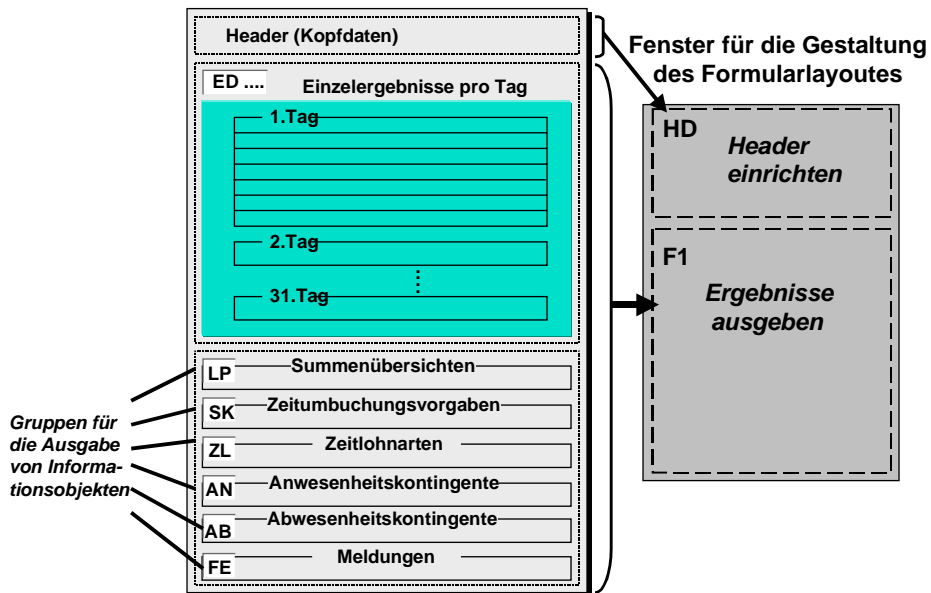 Header (Kopfdaten)
ED ....
Einzelergebnisse pro Tag
1.Tag
2.Tag
31.Tag
LP
Summenübersichten
SK
Zeitumbuchungsvorgaben
ZL
Zeitlohnarten
AN
Anwesenheitskontingente
AB
Abwesenheitskontingente
FE
Meldungen
Gruppen für
die Ausgabe
von Informa-
tionsobjekten
Fenster für die Gestaltung
des Formularlayoutes
HD
Header
einrichten
F1
Ergebnisse
ausgeben